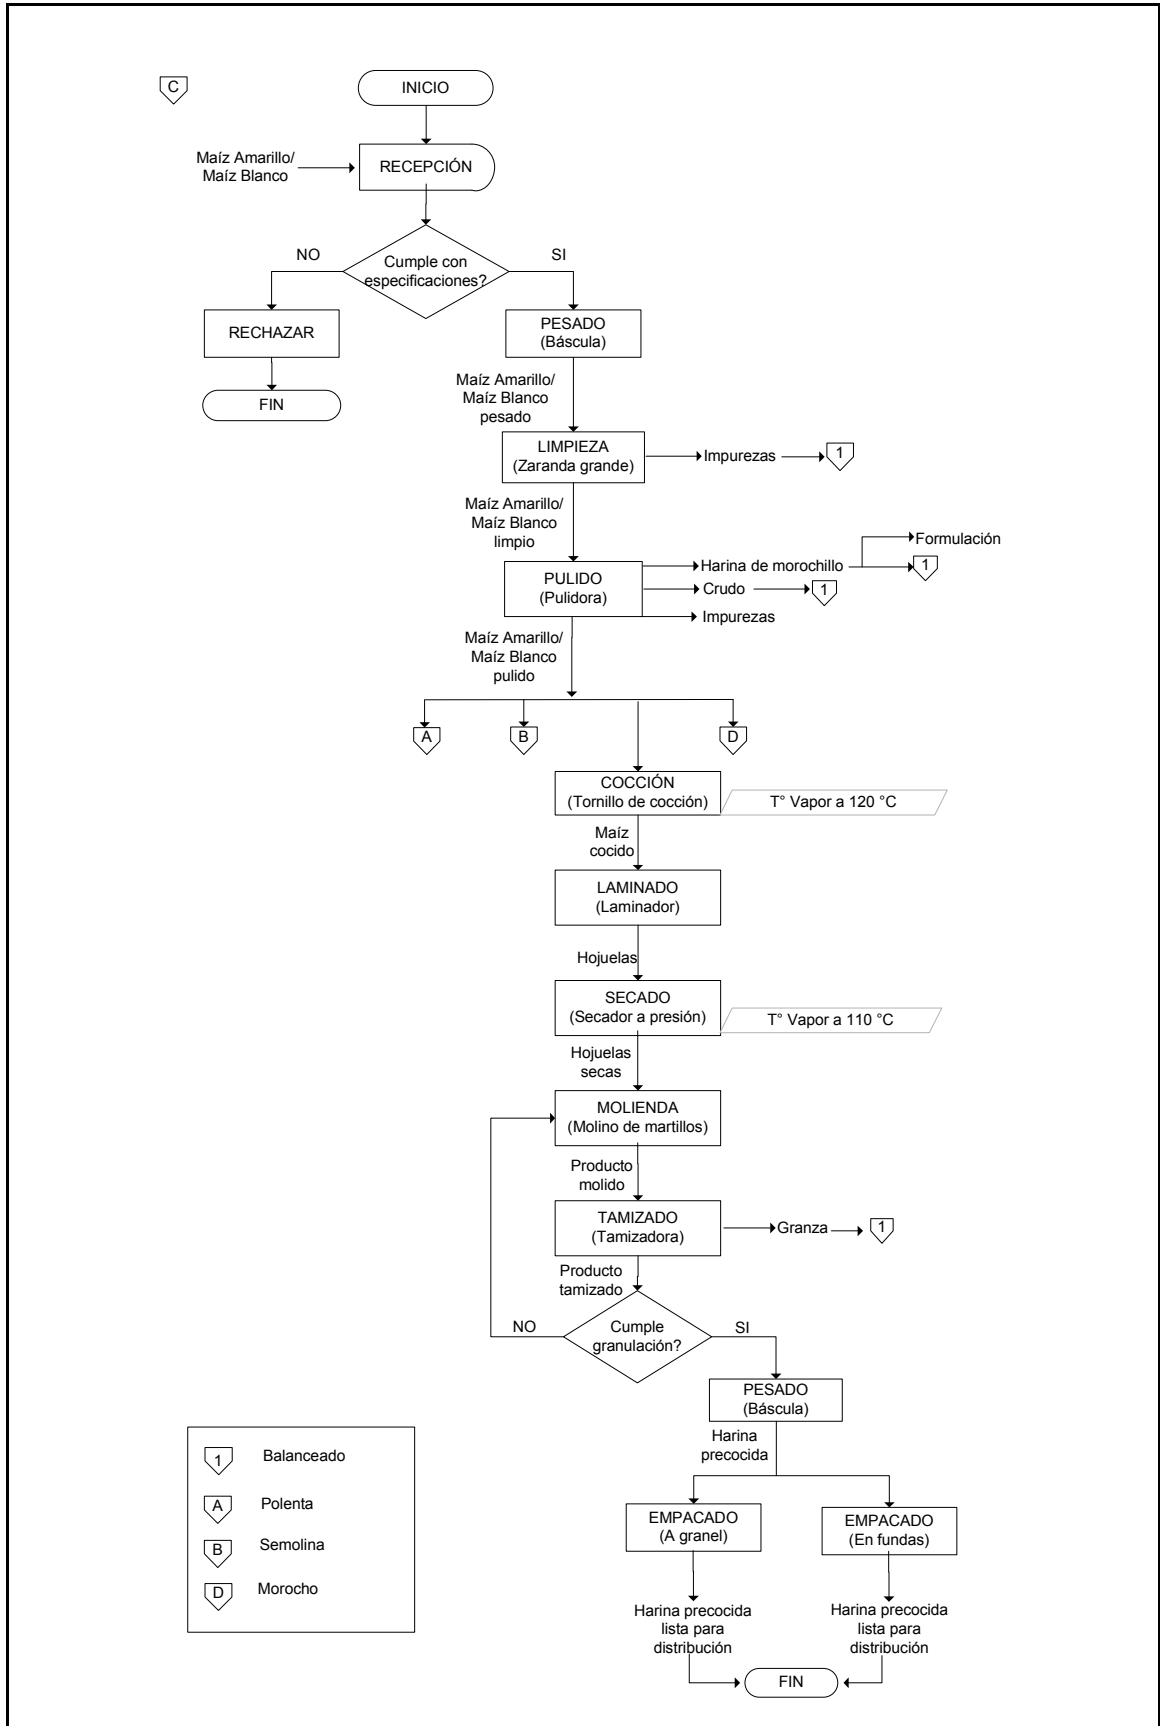 C
INICIO
Maíz Amarillo/
Maíz Blanco
RECEPCIÓN
NO
Cumple con
especificaciones?
SI
RECHAZAR
FIN
PESADO
(Báscula)
Maíz Amarillo/
Maíz Blanco
pesado
LIMPIEZA
(Zaranda grande)
Impurezas
1
Maíz Amarillo/
Maíz Blanco
limpio
PULIDO
(Pulidora)
Formulación
Harina de morochillo
1
Crudo
1
Impurezas
Maíz Amarillo/
Maíz Blanco
pulido
A
B
D
COCCIÓN
(Tornillo de cocción)
T° Vapor a 120 °C
Maíz
cocido
LAMINADO
(Laminador)
Hojuelas
SECADO
(Secador a presión)
T° Vapor a 110 °C
Hojuelas
secas
MOLIENDA
(Molino de martillos)
Producto
molido
TAMIZADO
(Tamizadora)
Granza
1
Producto
tamizado
NO
Cumple
granulación?
SI
PESADO
(Báscula)
Harina
precocida
EMPACADO
(A granel)
EMPACADO
(En fundas)
Harina precocida
lista para
distribución
Harina precocida
lista para
distribución
FIN
1 Balanceado
A Polenta
B Semolina
D Morocho